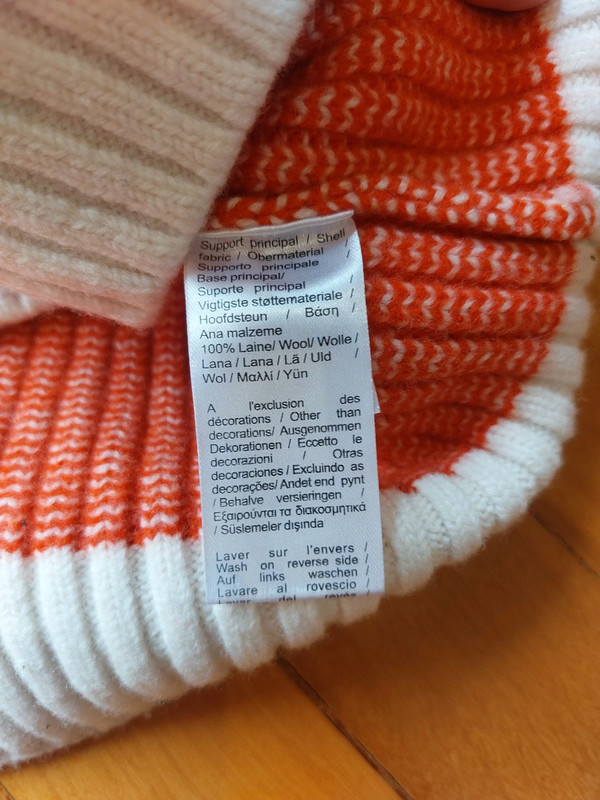 Support principal / Shell
fabric / Obermaterial /
Supporto principale /
Base principal/
Suporte principal /
Vigtigste støttemateriale /
Hoofdsteun / Βάση /
Ana malzeme
100% Laine/ Wool/ Wolle /
Lana / Lana / Lã / Uld /
Wol / Μαλλί / Yün
A l'exclusion des
décorations / Other than
decorations/ Ausgenommen
Dekorationen / Eccetto le
decorazioni / Otras
decoraciones / Excluindo as
decorações/ Andet end pynt
/ Behalve versieringen /
Εξαιρούνται τα διακοσμητικά
/ Süslemeler dışında
Laver sur l'envers /
Wash on reverse side /
Auf links waschen /
Lavare al rovescio /
Lavar del revés /